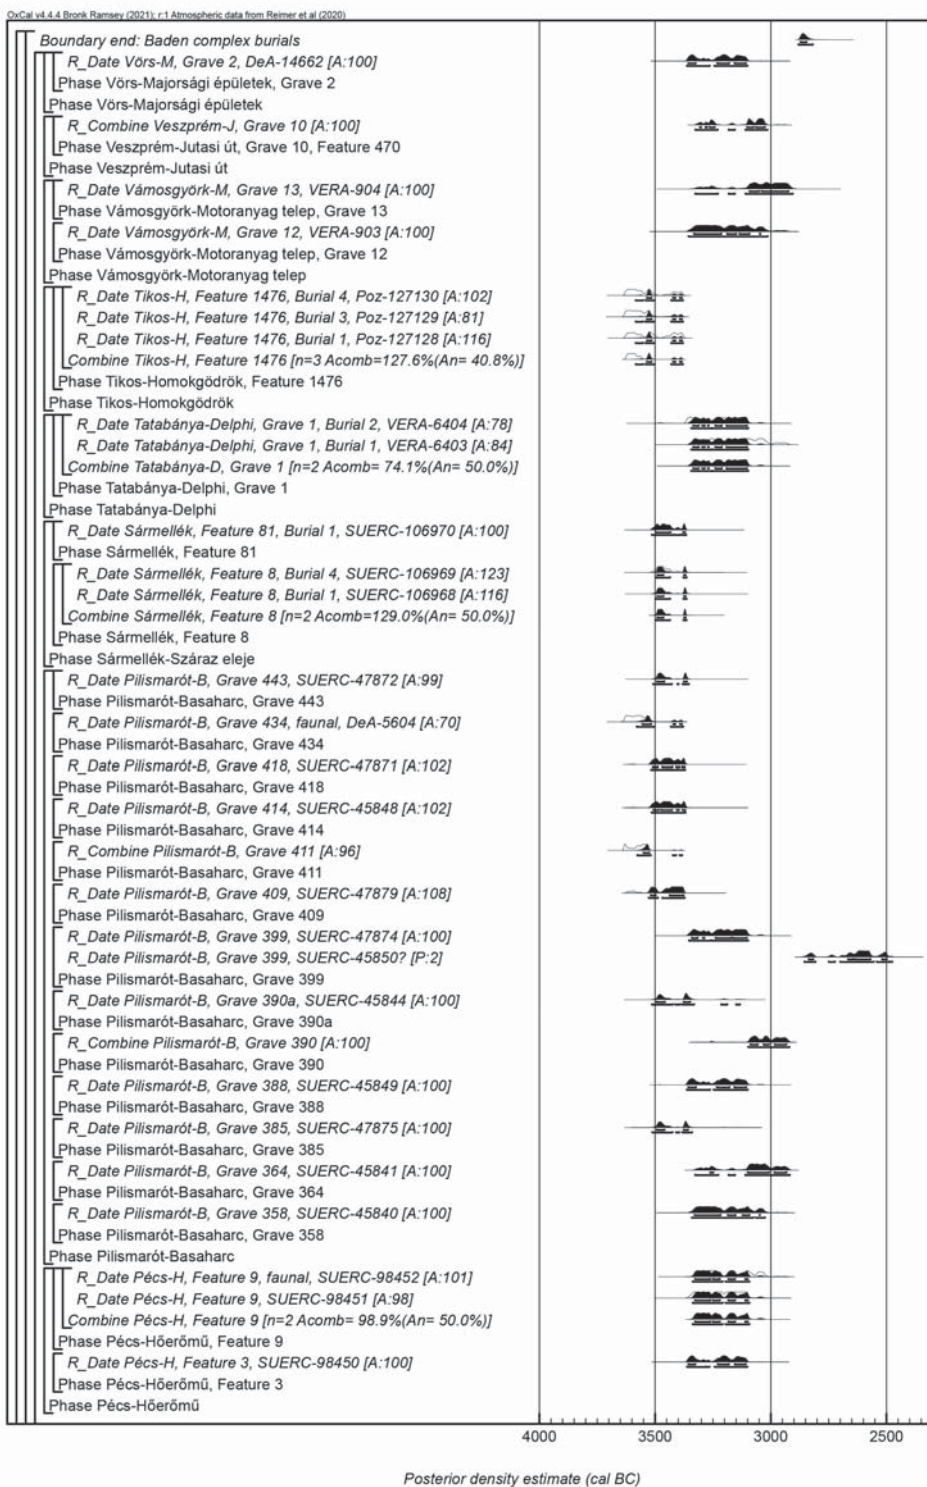 OxCal v4.4.4 Bronk Ramsey (2021); r:1 Atmospheric data from Reimer et al (2020)
Boundary end: Baden complex burials
R_Date Vörs-M, Grave 2, DeA-14662 [A:100]
Phase Vörs-Majorsági épületek, Grave 2
Phase Vörs-Majorsági épületek
R_Combine Veszprém-J, Grave 10 [A:100]
Phase Veszprém-Jutasi út, Grave 10, Feature 470
Phase Veszprém-Jutasi út
R_Date Vámosgyörk-M, Grave 13, VERA-904 [A:100]
Phase Vámosgyörk-Motoranyag telep, Grave 13
R_Date Vámosgyörk-M, Grave 12, VERA-903 [A:100]
Phase Vámosgyörk-Motoranyag telep, Grave 12
Phase Vámosgyörk-Motoranyag telep
R_Date Tikos-H, Feature 1476, Burial 4, Poz-127130 [A:102]
R_Date Tikos-H, Feature 1476, Burial 3, Poz-127129 [A:81]
R_Date Tikos-H, Feature 1476, Burial 1, Poz-127128 [A:116]
Combine Tikos-H, Feature 1476 [n=3 Acomb=127.6%(An= 40.8%)]
Phase Tikos-Homokgödrök, Feature 1476
Phase Tikos-Homokgödrök
R_Date Tatabánya-Delphi, Grave 1, Burial 2, VERA-6404 [A:78]
R_Date Tatabánya-Delphi, Grave 1, Burial 1, VERA-6403 [A:84]
Combine Tatabánya-D, Grave 1 [n=2 Acomb= 74.1%(An= 50.0%)]
Phase Tatabánya-Delphi, Grave 1
Phase Tatabánya-Delphi
R_Date Sármellék, Feature 81, Burial 1, SUERC-106970 [A:100]
Phase Sármellék, Feature 81
R_Date Sármellék, Feature 8, Burial 4, SUERC-106969 [A:123]
R_Date Sármellék, Feature 8, Burial 1, SUERC-106968 [A:116]
Combine Sármellék, Feature 8 [n=2 Acomb=129.0%(An= 50.0%)]
Phase Sármellék, Feature 8
Phase Sármellék-Száraz eleje
R_Date Pilismarót-B, Grave 443, SUERC-47872 [A:99]
Phase Pilismarót-Basaharc, Grave 443
R_Date Pilismarót-B, Grave 434, faunal, DeA-5604 [A:70]
Phase Pilismarót-Basaharc, Grave 434
R_Date Pilismarót-B, Grave 418, SUERC-47871 [A:102]
Phase Pilismarót-Basaharc, Grave 418
R_Date Pilismarót-B, Grave 414, SUERC-45848 [A:102]
Phase Pilismarót-Basaharc, Grave 414
R_Combine Pilismarót-B, Grave 411 [A:96]
Phase Pilismarót-Basaharc, Grave 411
R_Date Pilismarót-B, Grave 409, SUERC-47879 [A:108]
Phase Pilismarót-Basaharc, Grave 409
R_Date Pilismarót-B, Grave 399, SUERC-47874 [A:100]
R_Date Pilismarót-B, Grave 399, SUERC-45850? [P:2]
Phase Pilismarót-Basaharc, Grave 399
R_Date Pilismarót-B, Grave 390a, SUERC-45844 [A:100]
Phase Pilismarót-Basaharc, Grave 390a
R_Combine Pilismarót-B, Grave 390 [A:100]
Phase Pilismarót-Basaharc, Grave 390
R_Date Pilismarót-B, Grave 388, SUERC-45849 [A:100]
Phase Pilismarót-Basaharc, Grave 388
R_Date Pilismarót-B, Grave 385, SUERC-47875 [A:100]
Phase Pilismarót-Basaharc, Grave 385
R_Date Pilismarót-B, Grave 364, SUERC-45841 [A:100]
Phase Pilismarót-Basaharc, Grave 364
R_Date Pilismarót-B, Grave 358, SUERC-45840 [A:100]
Phase Pilismarót-Basaharc, Grave 358
Phase Pilismarót-Basaharc
R_Date Pécs-H, Feature 9, faunal, SUERC-98452 [A:101]
R_Date Pécs-H, Feature 9, SUERC-98451 [A:98]
Combine Pécs-H, Feature 9 [n=2 Acomb= 98.9%(An= 50.0%)]
Phase Pécs-Hőerőmű, Feature 9
R_Date Pécs-H, Feature 3, SUERC-98450 [A:100]
Phase Pécs-Hőerőmű, Feature 3
Phase Pécs-Hőerőmű
4000 3500 3000 2500
Posterior density estimate (cal BC)